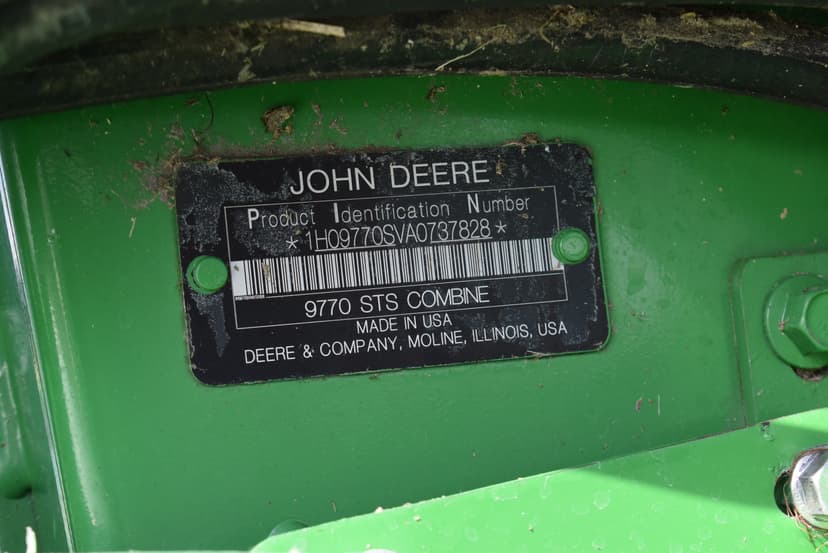 JOHN DEERE
Product Identification Number
*1H09770SVA0737828*
9770 STS COMBINE
MADE IN USA
DEERE & COMPANY, MOLINE, ILLINOIS, USA